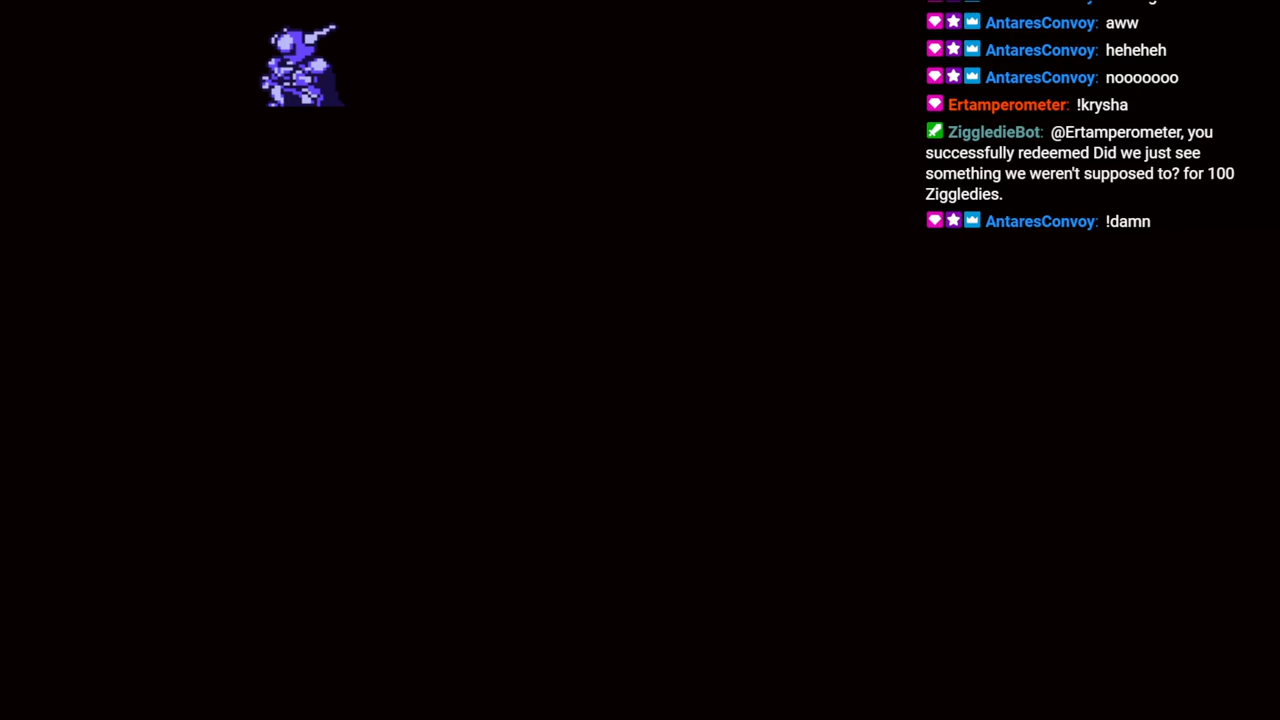 AntaresConvoy: aww
AntaresConvoy: heheheh
AntaresConvoy: nooooooo
Ertamperometer: !krysha
ZiggledieBot: @Ertamperometer, you
successfully redeemed Did we just see
something we weren't supposed to? for 100
Ziggledies.
AntaresConvoy: !damn